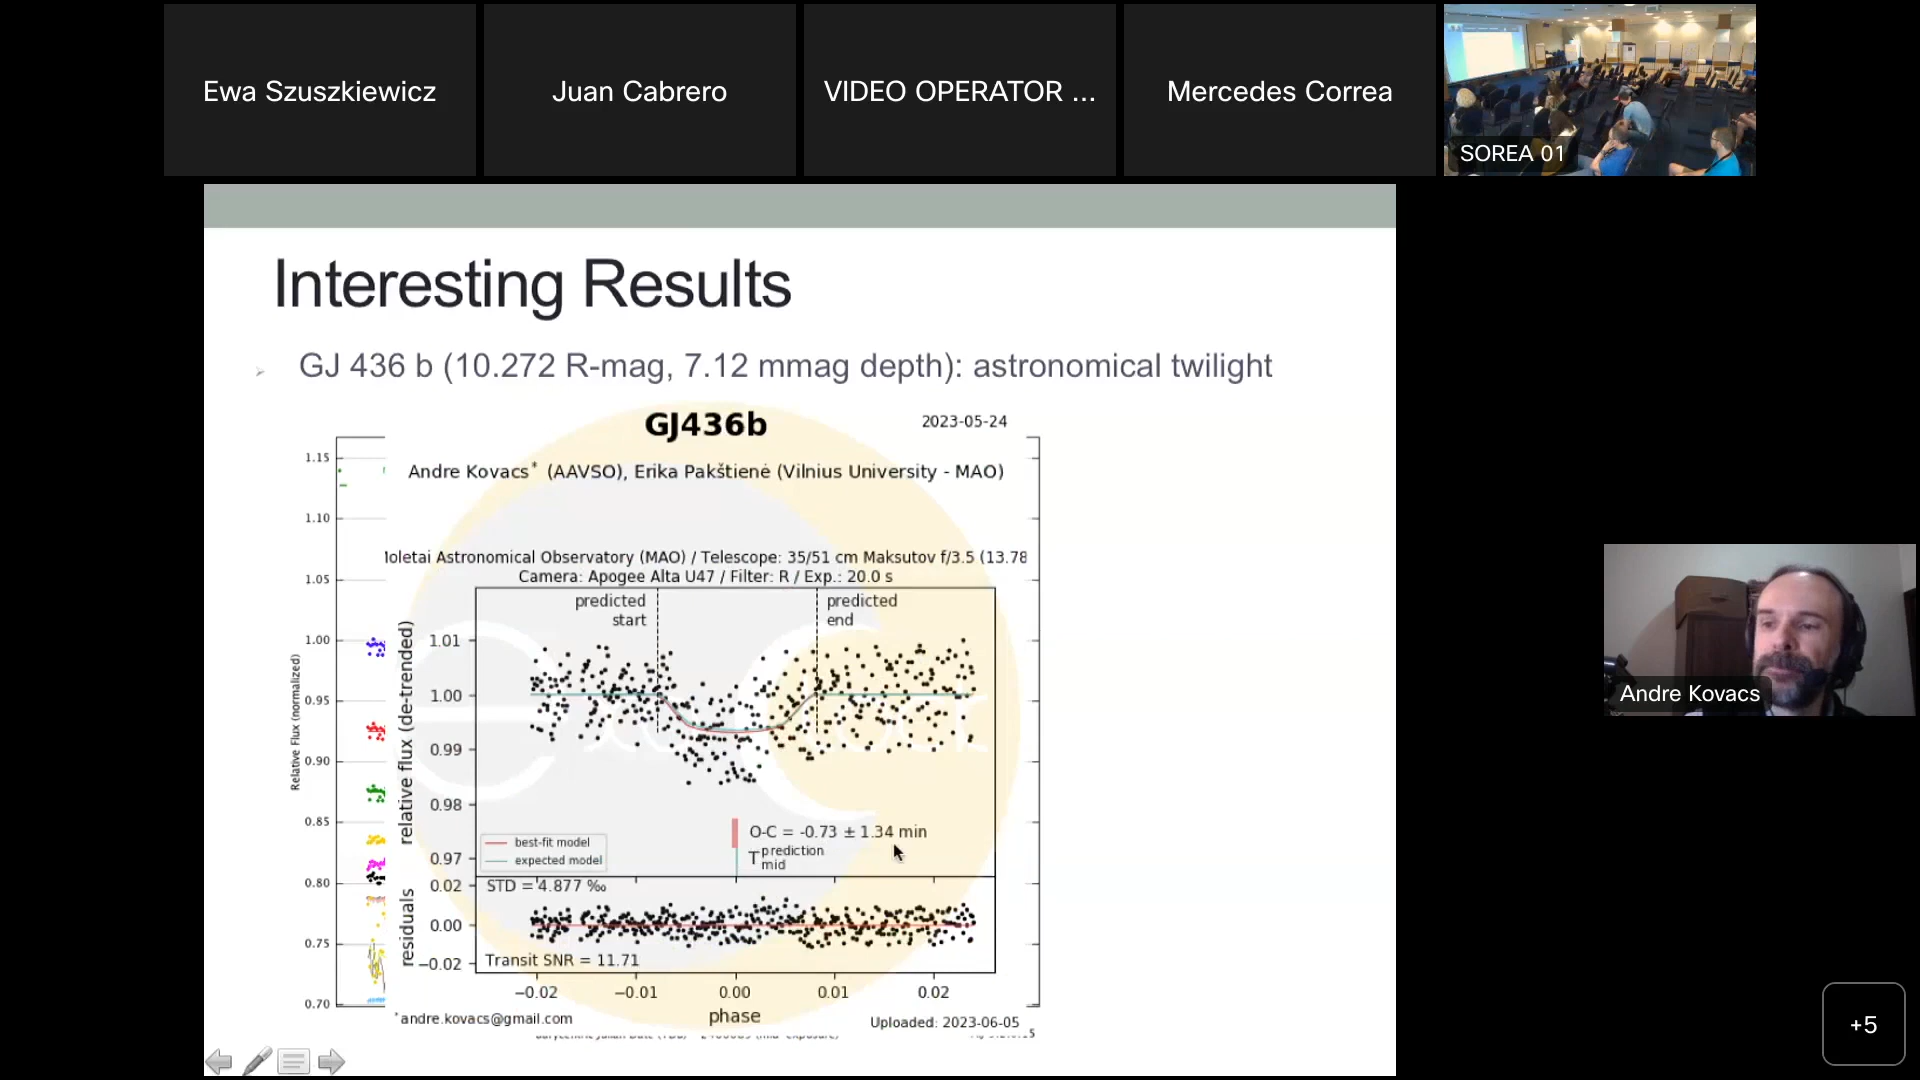 Ewa Szuszkiewicz
Juan Cabrero
VIDEO OPERATOR ...
Mercedes Correa
SOREA 01
Interesting Results
GJ 436 b (10.272 R-mag, 7.12 mmag depth): astronomical twilight
GJ436b
2023-05-24
Andre Kovacs* (AAVSO), Erika Pakštienė (Vilnius University - MAO)
Moletai Astronomical Observatory (MAO) / Telescope: 35/51 cm Maksutov f/3.5 (13.78
Camera: Apogee Alta U47 / Filter: R / Exp.: 20.0 s
predicted start
predicted end
relative flux (de-trended)
1.01
1.00
0.99
0.98
0.97
O-C = -0.73 ± 1.34 min
T prediction mid
best-fit model
expected model
residuals
0.02
0.00
−0.02
STD = 4.877 ‰
Transit SNR = 11.71
−0.02 −0.01 0.00 0.01 0.02
phase
*andre.kovacs@gmail.com
Uploaded: 2023-06-05
Relative Flux (normalized)
1.15
1.10
1.05
1.00
0.95
0.90
0.85
0.80
0.75
0.70
Andre Kovacs
+5